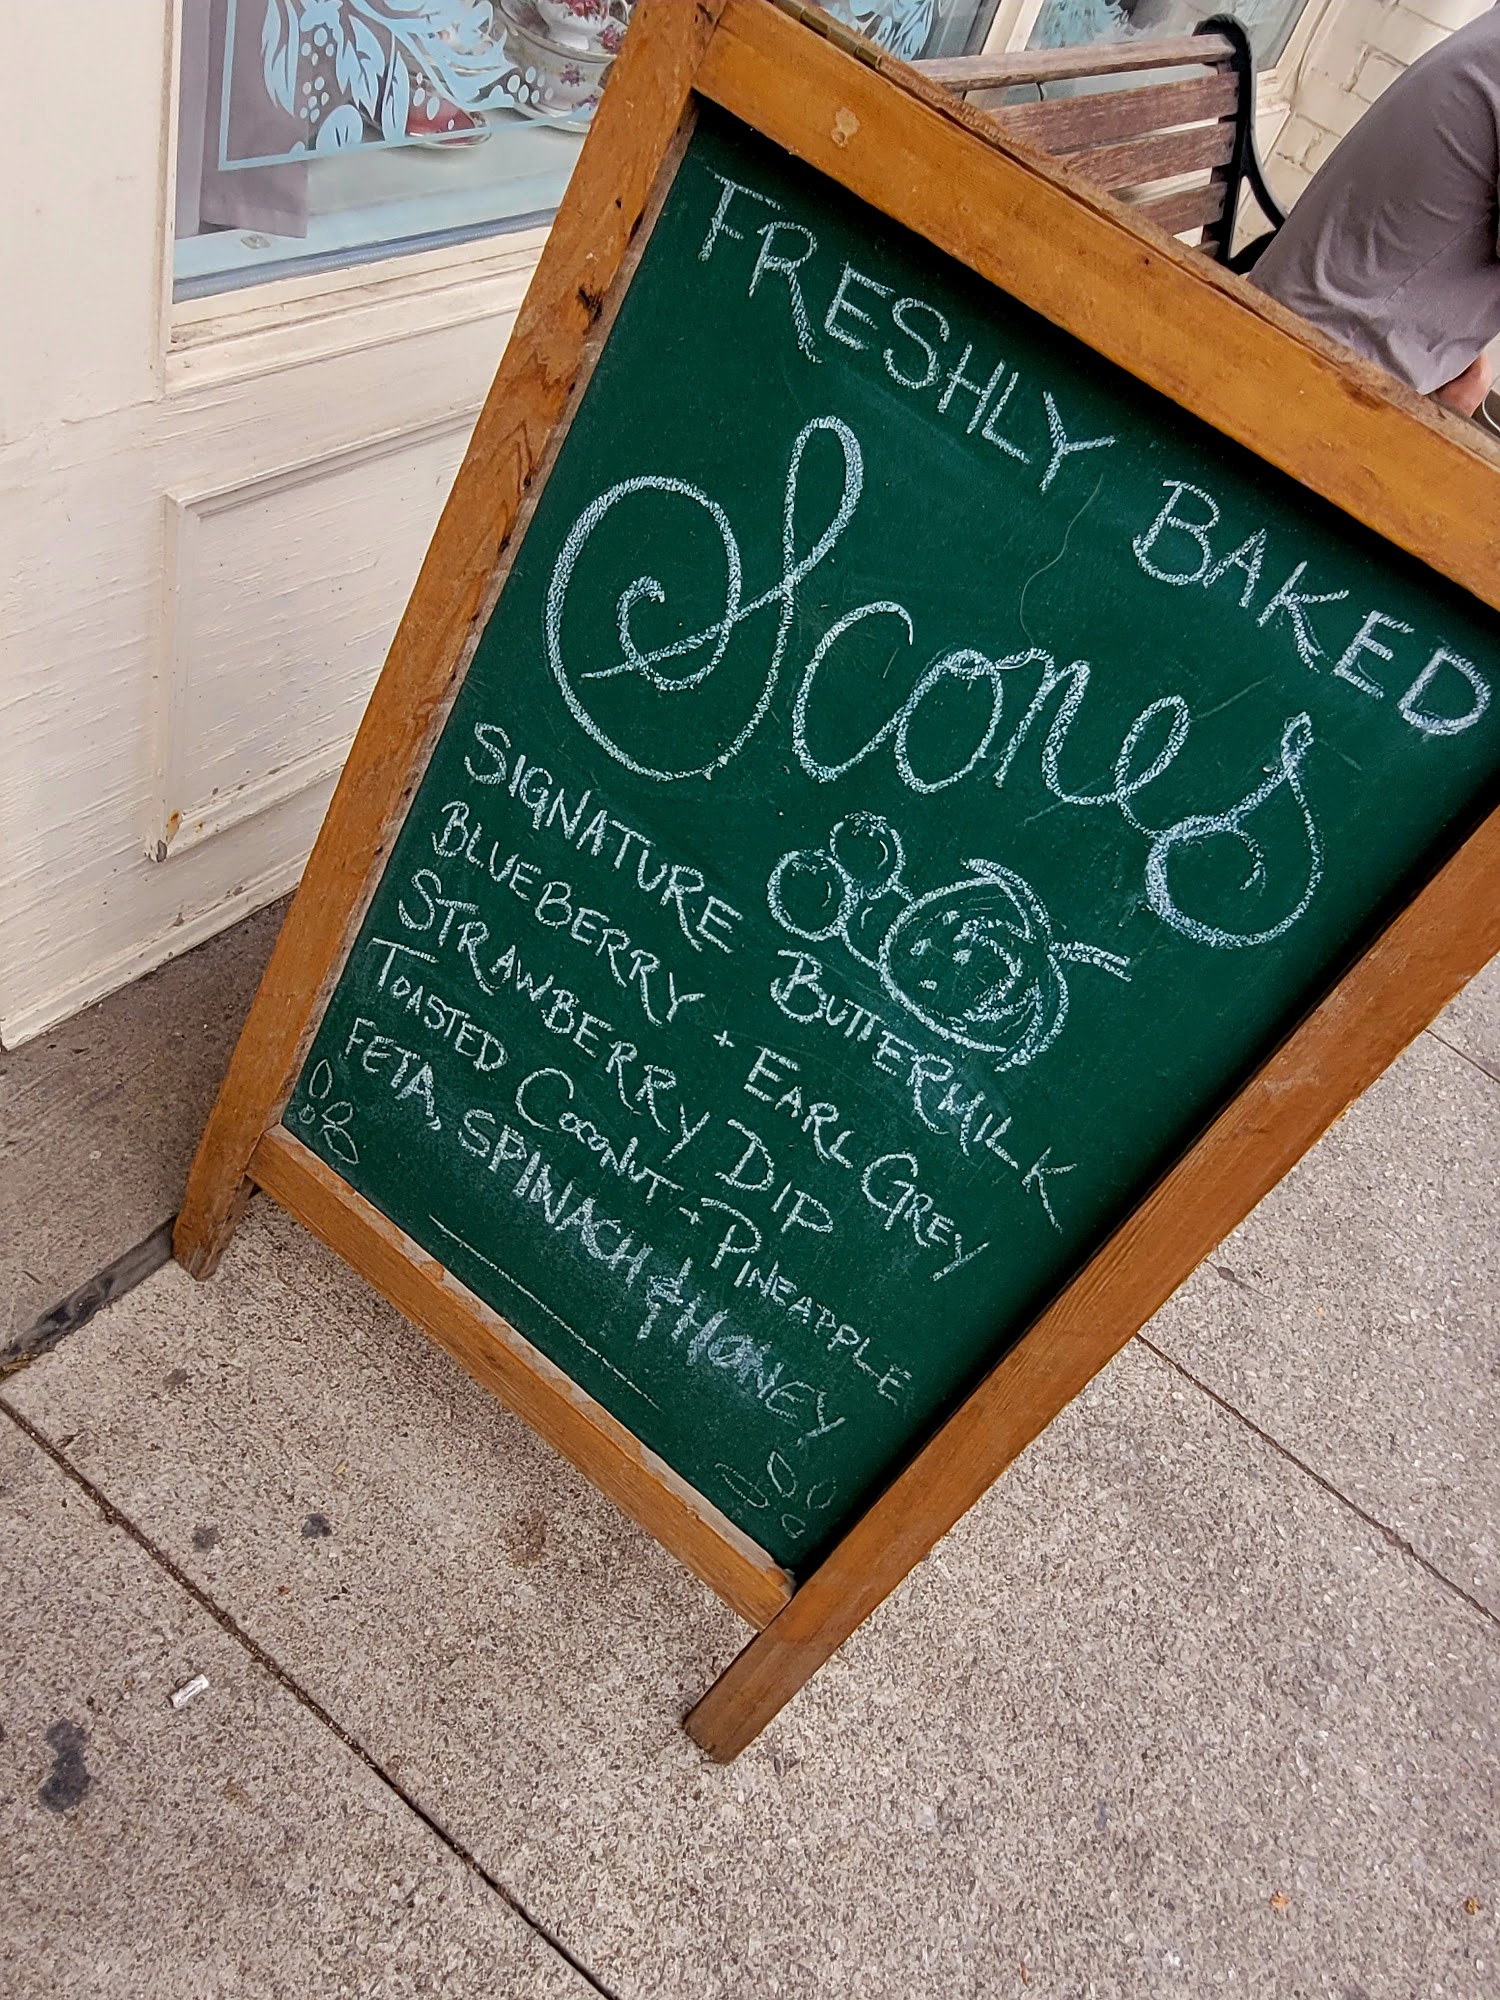 FRESHLY BAKED
Scones
SIGNATURE BUTTERMILK
BLUEBERRY + EARL GREY
STRAWBERRY DIP
TOASTED COCONUT + PINEAPPLE
FETA, SPINACH & HONEY